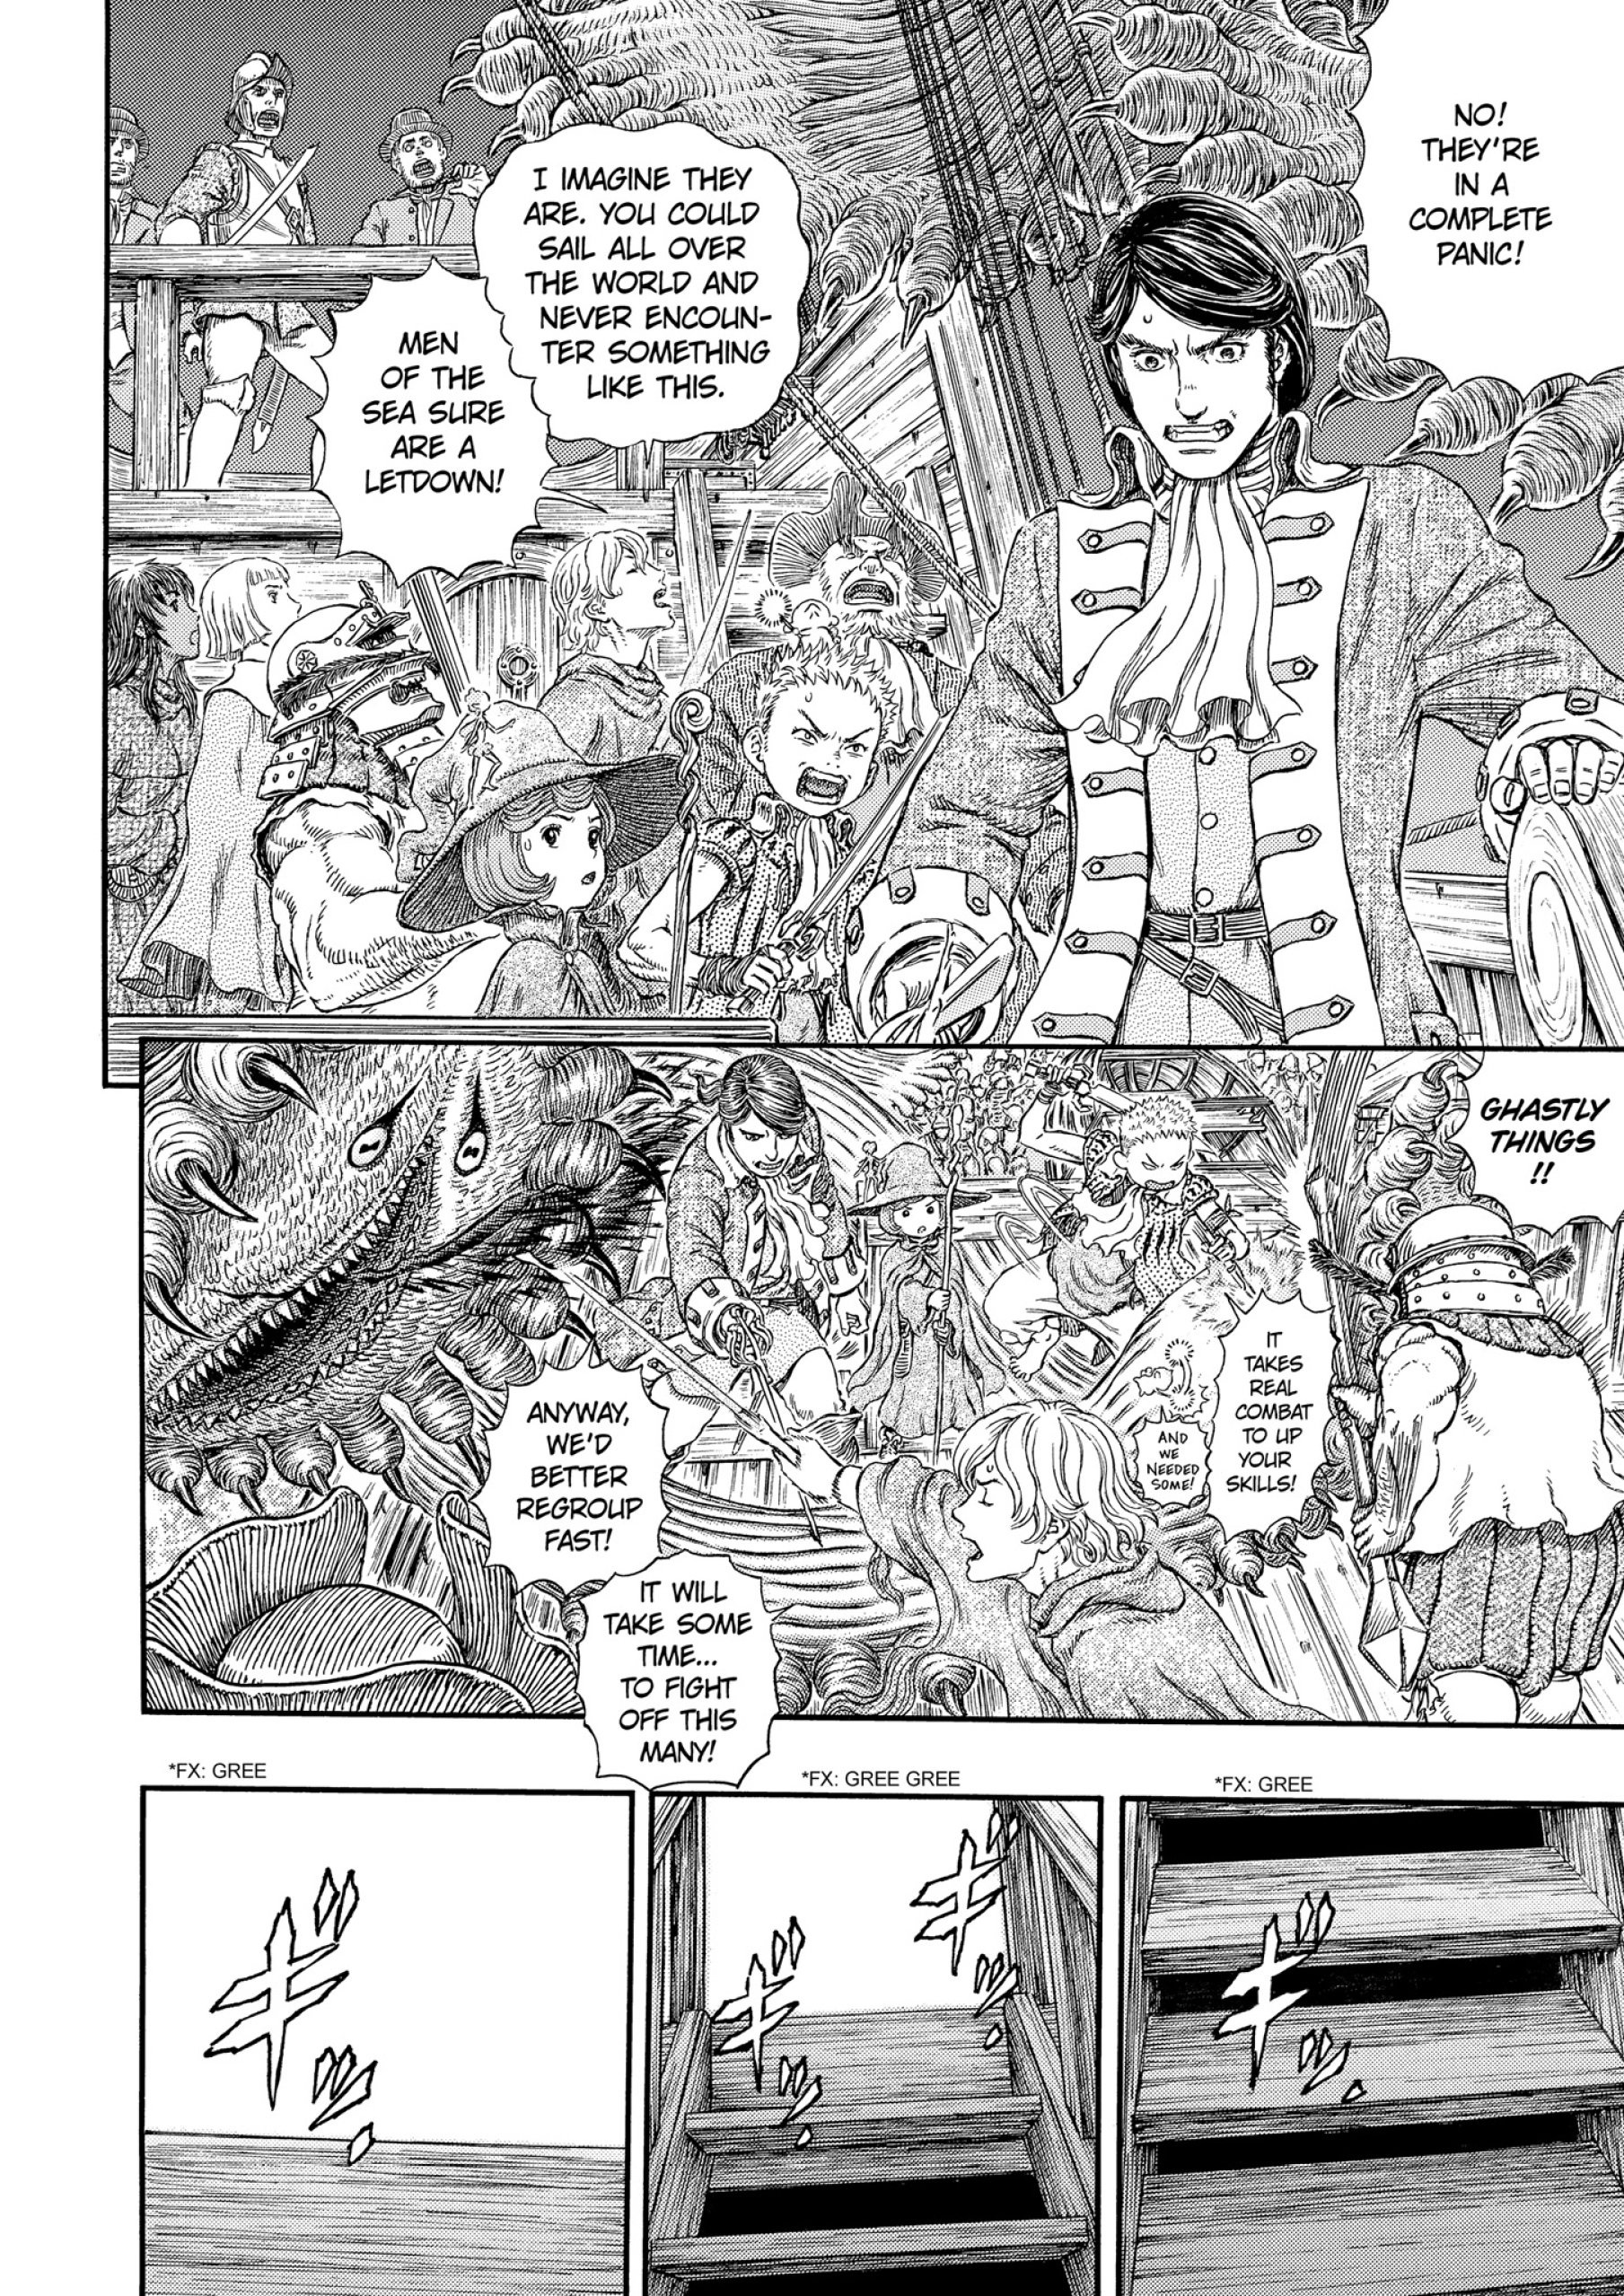 NO!
THEY'RE
IN A
COMPLETE
PANIC!
I IMAGINE THEY
ARE. YOU COULD
SAIL ALL OVER
THE WORLD AND
NEVER ENCOUN-
TER SOMETHING
LIKE THIS.
MEN
OF THE
SEA SURE
ARE A
LETDOWN!
GHASTLY
THINGS
!!
IT
TAKES
REAL
COMBAT
TO UP
YOUR
SKILLS!
AND
WE
NEEDED
SOME!
ANYWAY,
WE'D
BETTER
REGROUP
FAST!
IT WILL
TAKE SOME
TIME...
TO FIGHT
OFF THIS
MANY!
*FX: GREE
ギッ
*FX: GREE GREE
ギッ
ギッ
*FX: GREE
ギッ